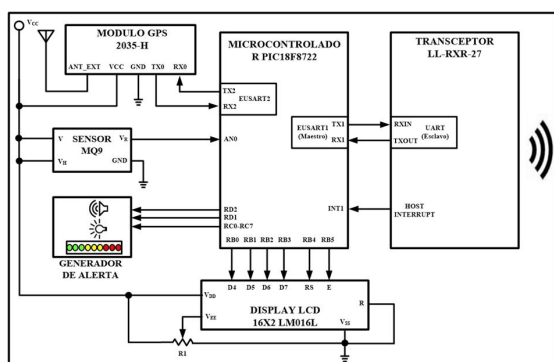 VCC
MODULO GPS
2035-H
ANT_EXT VCC GND TX0 RX0
MICROCONTROLADO
R PIC18F8722
TX2
RX2
EUSART2
TRANSCEPTOR
LL-RXR-27
EUSART1
(Maestro)
TX1
RX1
RXIN
TXOUT
UART
(Esclavo)
V
VH
SENSOR
MQ9
VR
GND
AN0
INT1
HOST
INTERRUPT
RD2
RD1
RC0-RC7
GENERADOR
DE ALERTA
RB0 RB1 RB2 RB3 RB4 RB5
D4 D5 D6 D7 RS E
VDD
VEE
DISPLAY LCD
16X2 LM016L
R
VSS
R1